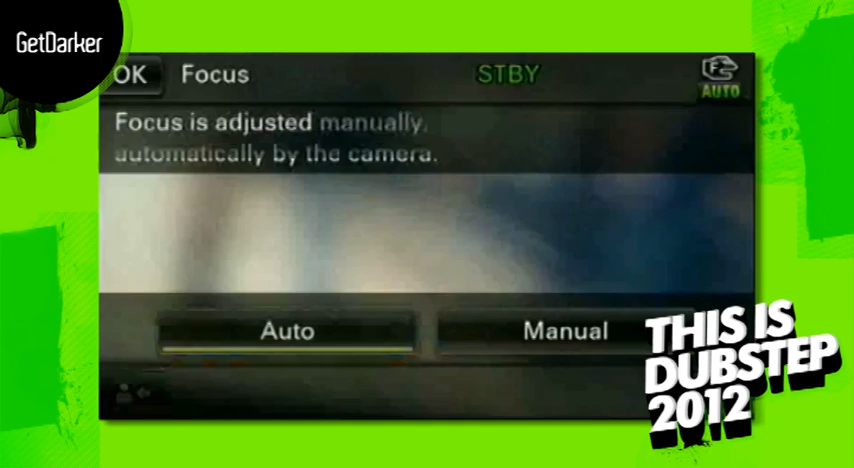 GetDarker
OK Focus STBY
AUTO
Focus is adjusted manually.
automatically by the camera.
Auto Manual
THIS IS
DUBSTEP
2012